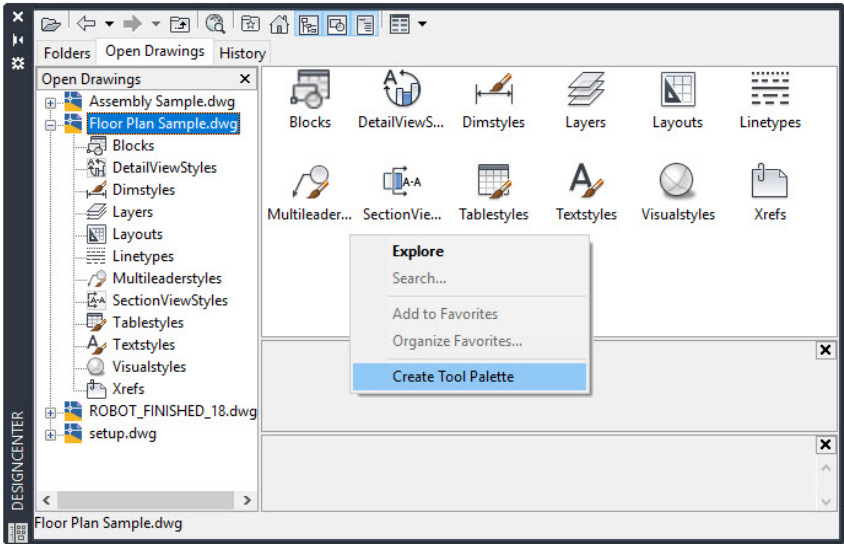 Folders Open Drawings History
Open Drawings
Assembly Sample.dwg
Floor Plan Sample.dwg
Blocks
DetailViewStyles
Dimstyles
Layers
Layouts
Linetypes
Multileaderstyles
SectionViewStyles
Tablestyles
Textstyles
Visualstyles
Xrefs
ROBOT_FINISHED_18.dwg
setup.dwg
Blocks DetailViewS... Dimstyles Layers Layouts Linetypes
A-A
Multileader... SectionVie... Tablestyles Textstyles Visualstyles Xrefs
Explore
Search...
Add to Favorites
Organize Favorites...
Create Tool Palette
DESIGNCENTER
Floor Plan Sample.dwg